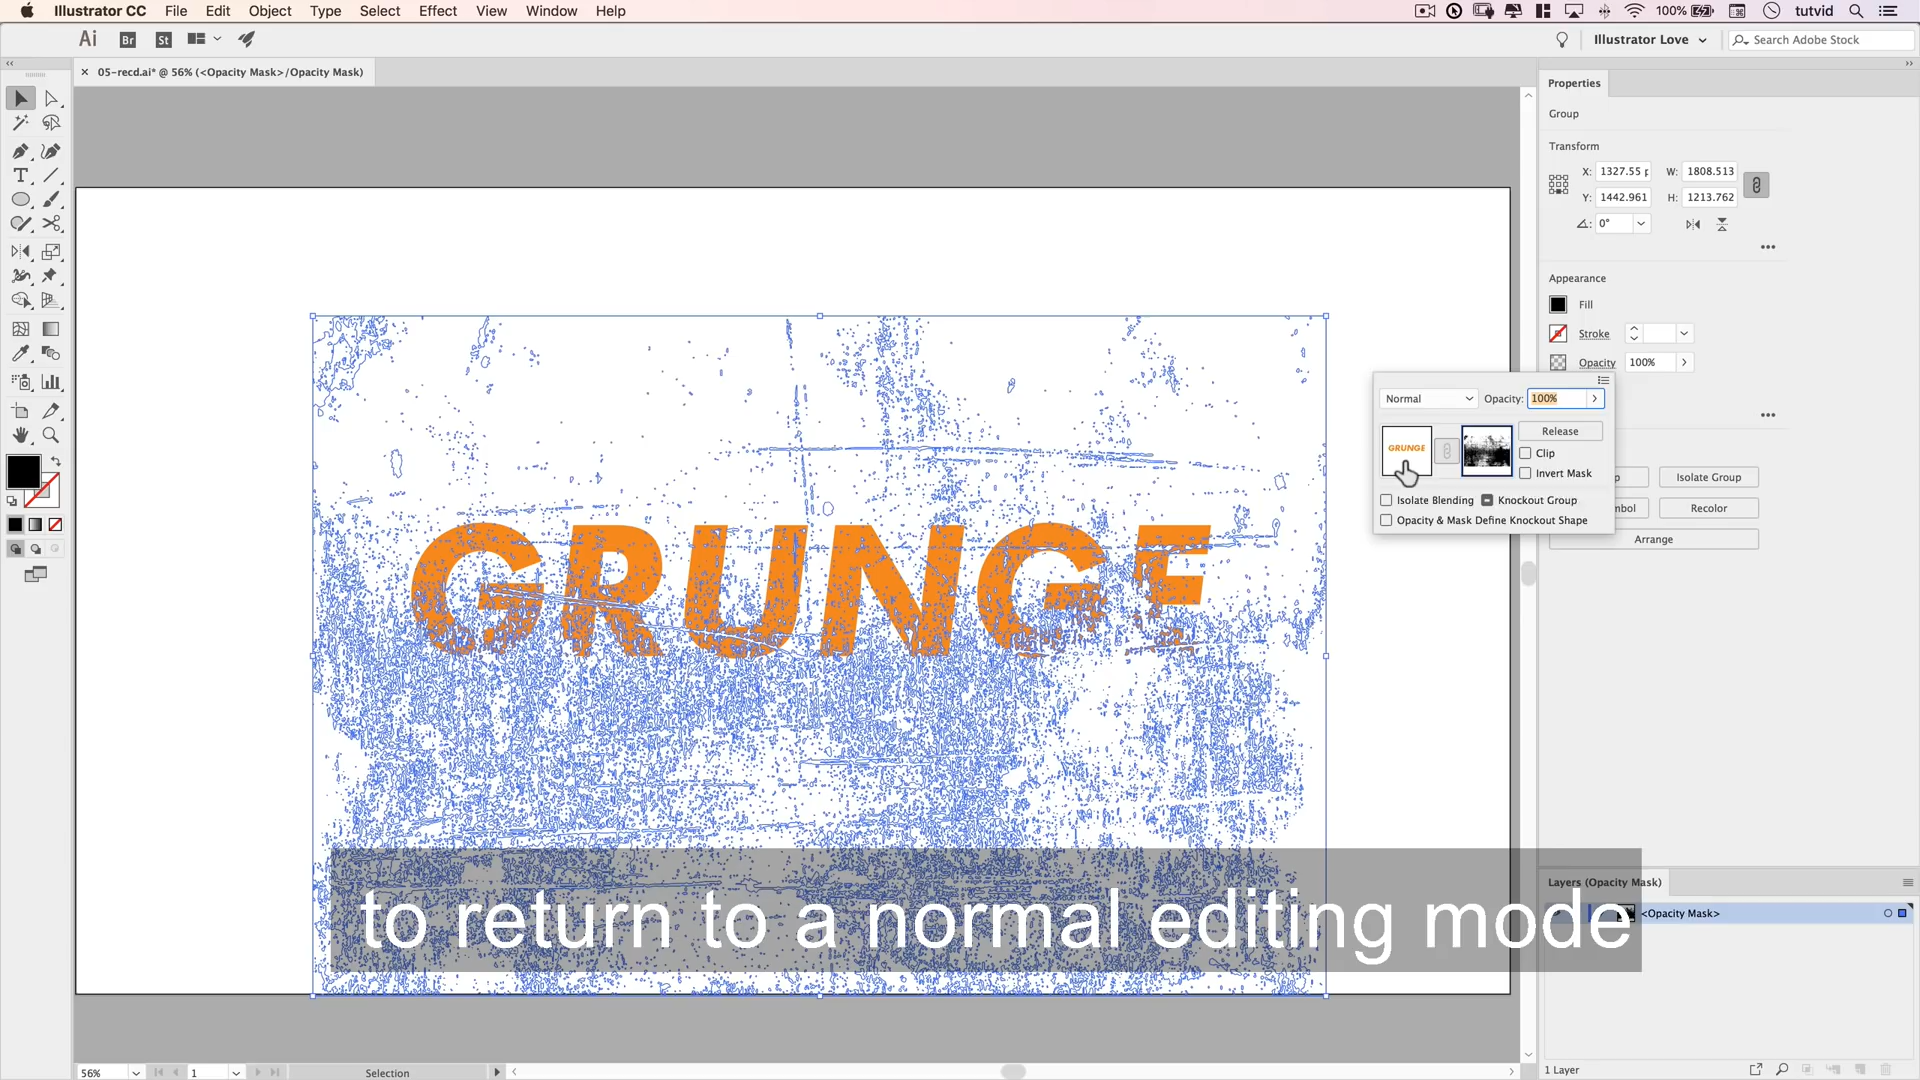 Illustrator CC File Edit Object Type Select Effect View Window Help
100% tutvid
Ai Br St Illustrator Love Search Adobe Stock
05-recd.ai* @ 56% (<Opacity Mask>/Opacity Mask)
Properties
Group
Transform
X: 1327.55 W: 1808.513
Y: 1442.961 H: 1213.762
0°
Appearance
Fill
Stroke
Opacity 100%
Normal Opacity: 100%
GRUNGE
Release
Clip
Invert Mask
Isolate Blending Knockout Group
Opacity & Mask Define Knockout Shape
Isolate Group
Recolor
Arrange
GRUNGE
Layers (Opacity Mask)
<Opacity Mask>
to return to a normal editing mode
1 Layer
56% 1 Selection